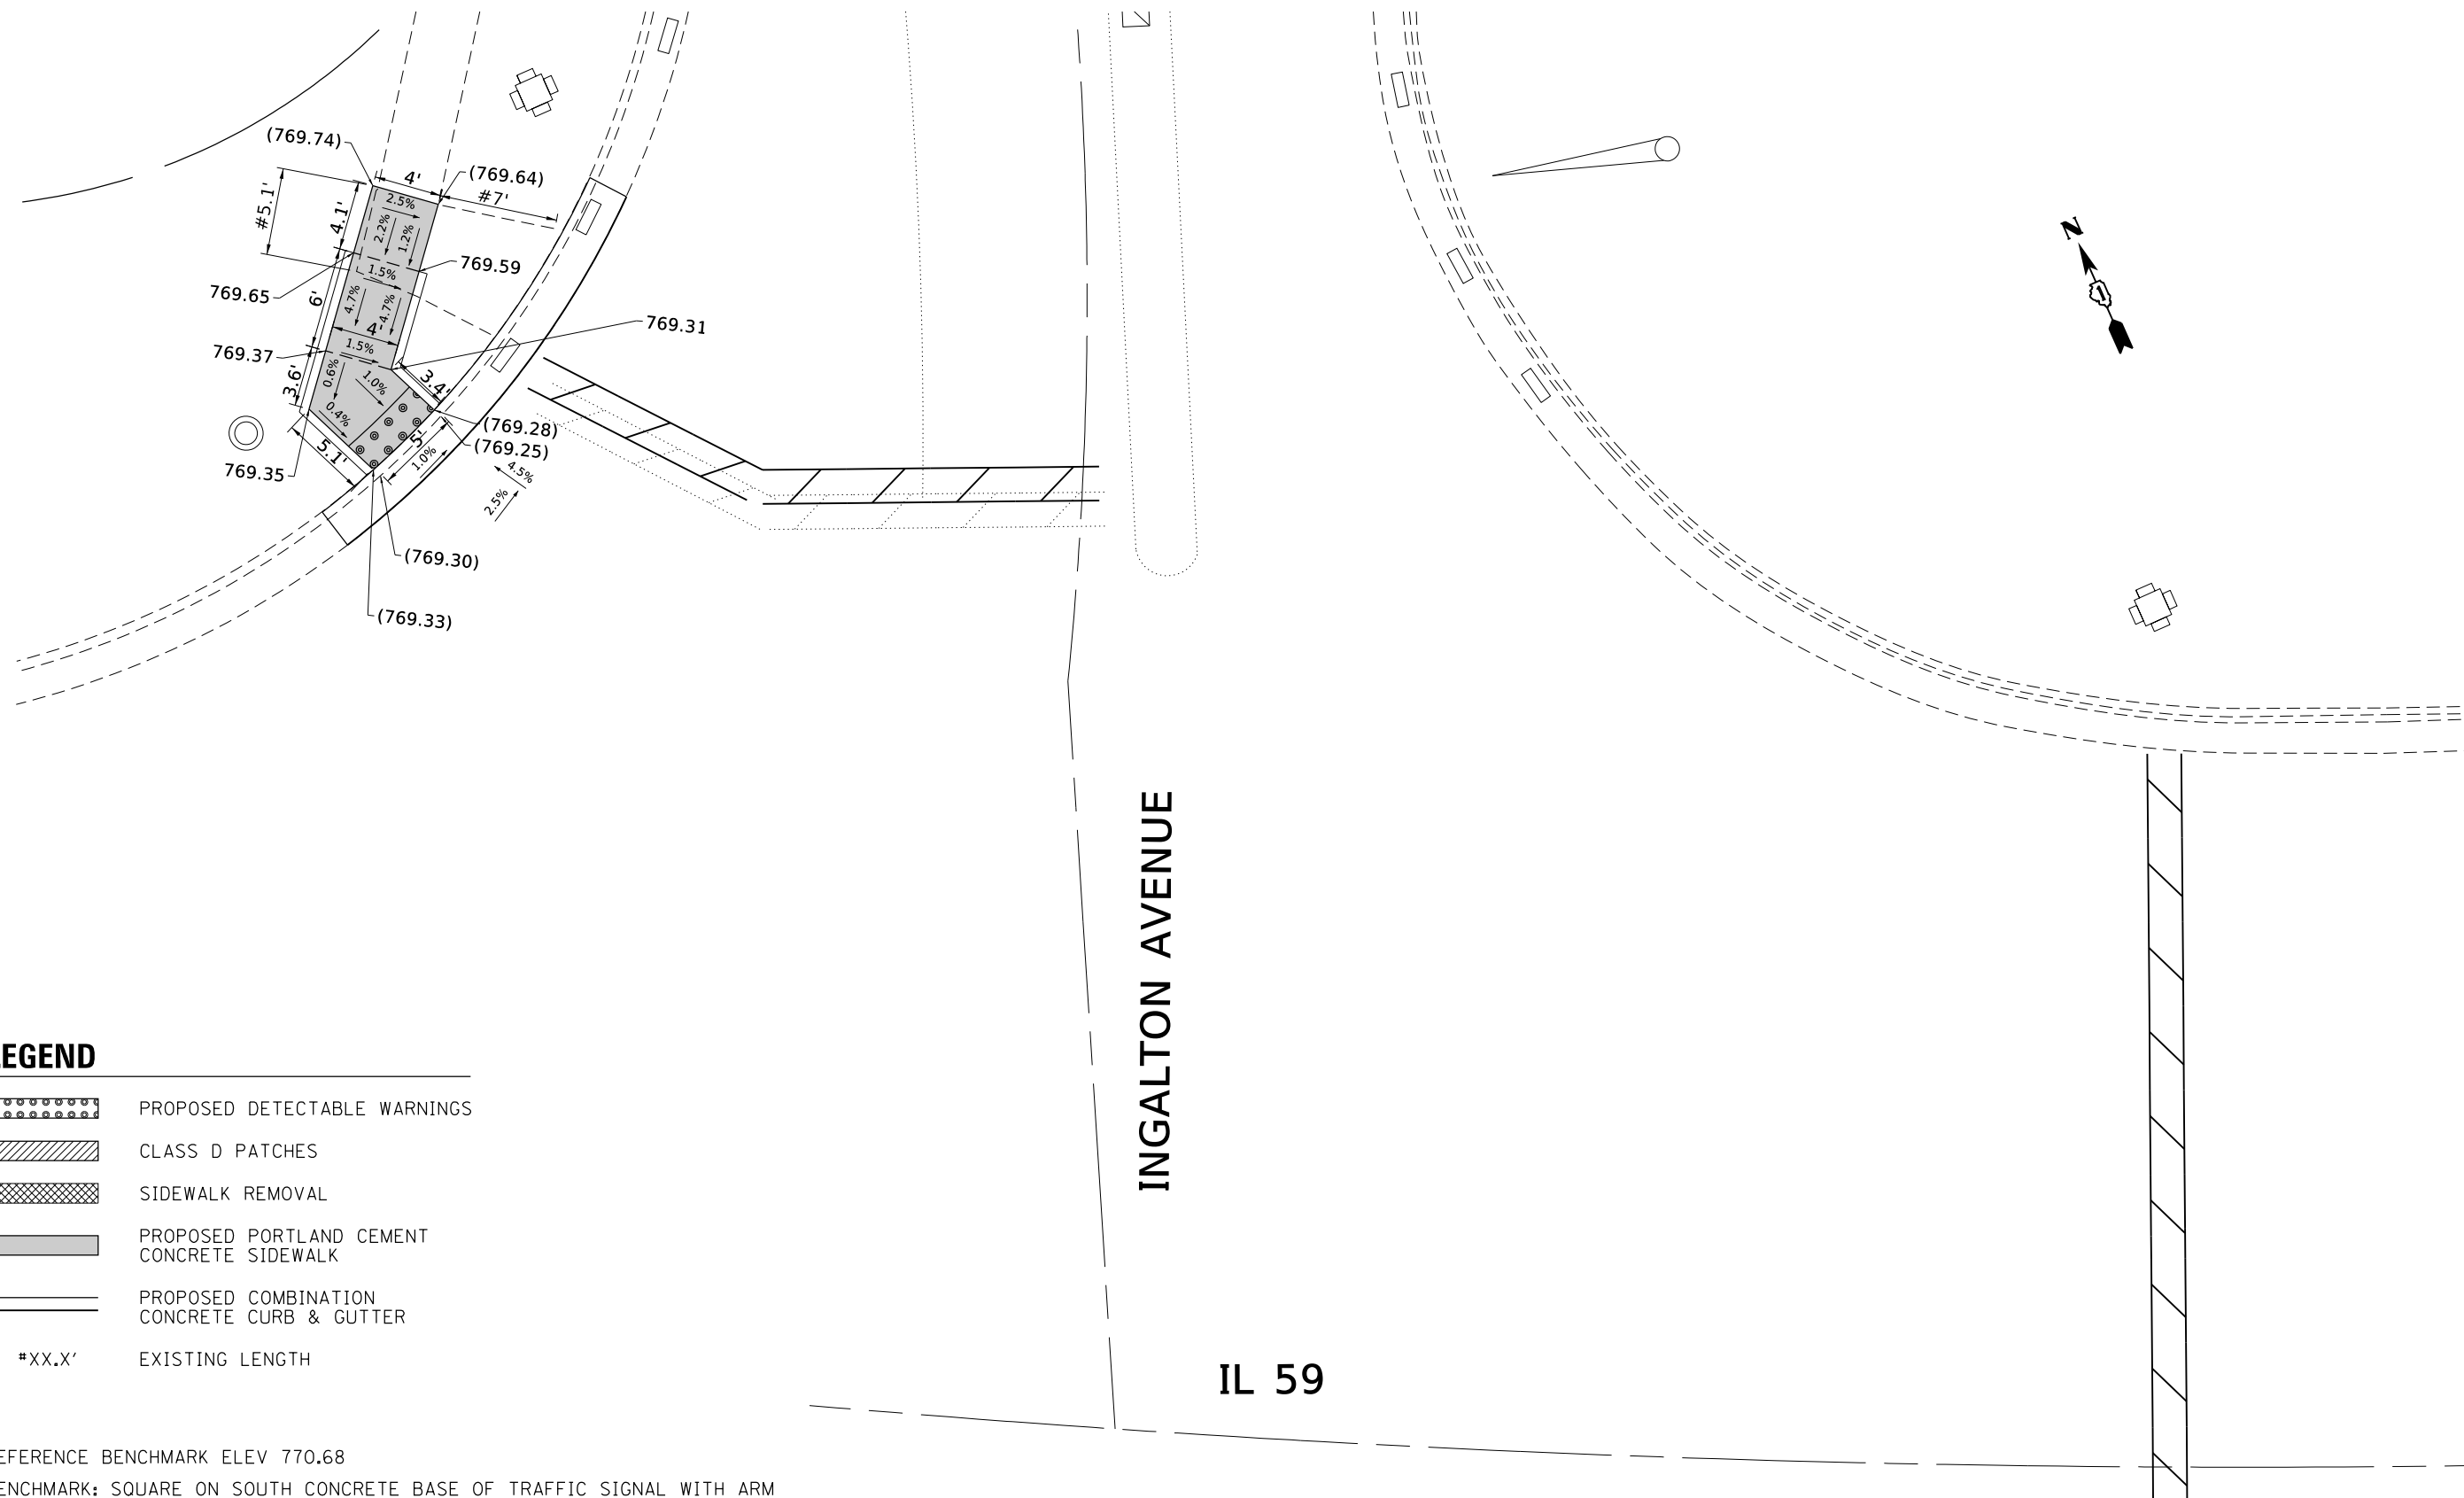 (769.74)
4'
(769.64)
#7'
#5.1'
4.1'
2.5%
2.2%
1.2%
769.59
1.5%
769.65
6'
4.7%
4.7%
4'
769.31
769.37
1.5%
3.6'
0.6%
1.0%
3.4'
0.4%
(769.28)
(769.25)
5'
5.1'
1.0%
769.35
4.5%
2.5%
(769.30)
(769.33)
N
INGALTON AVENUE
IL 59
EGEND
PROPOSED DETECTABLE WARNINGS
CLASS D PATCHES
SIDEWALK REMOVAL
PROPOSED PORTLAND CEMENT
CONCRETE SIDEWALK
PROPOSED COMBINATION
CONCRETE CURB & GUTTER
#XX.X' EXISTING LENGTH
EFERENCE BENCHMARK ELEV 770.68
ENCHMARK: SQUARE ON SOUTH CONCRETE BASE OF TRAFFIC SIGNAL WITH ARM